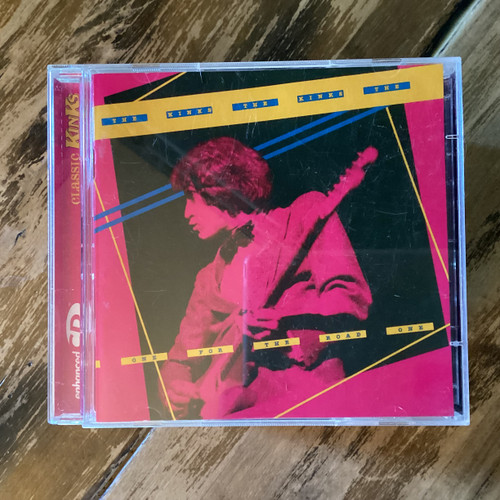 CLASSIC KINKS
enhanced
THE KINKS THE KINKS THE
ONE FOR THE ROAD ONE